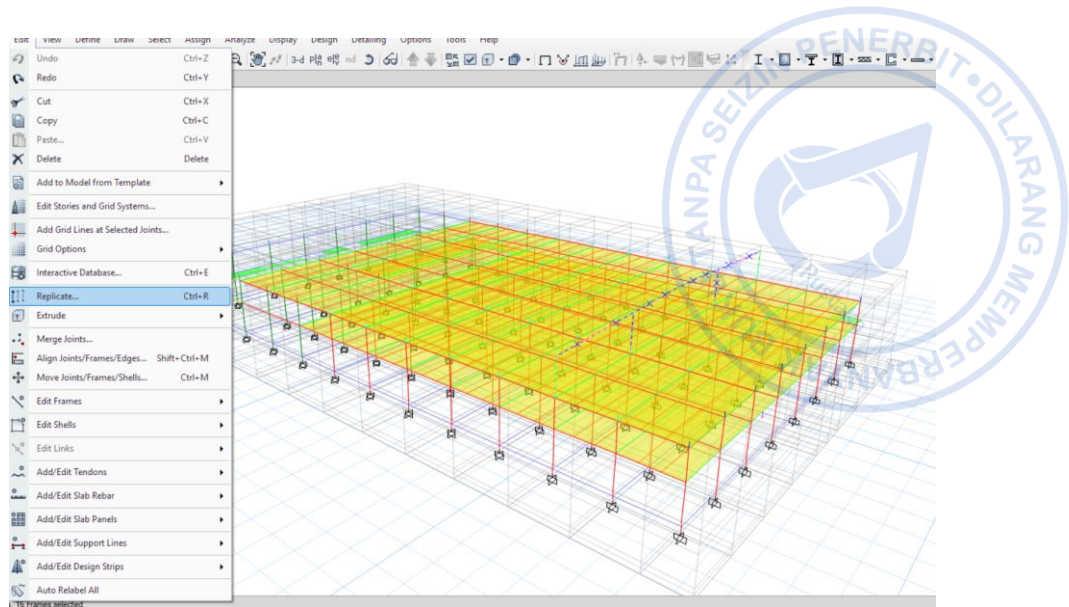 Edit View Define Draw Select Assign Analyze Display Design Detailing Options Tools Help
Undo Ctrl+Z
Redo Ctrl+Y
Cut Ctrl+X
Copy Ctrl+C
Paste... Ctrl+V
Delete Delete
Add to Model from Template
Edit Stories and Grid Systems...
Add Grid Lines at Selected Joints...
Grid Options
Interactive Database... Ctrl+E
Replicate... Ctrl+R
Extrude
Merge Joints...
Align Joints/Frames/Edges... Shift+Ctrl+M
Move Joints/Frames/Shells... Ctrl+M
Edit Frames
Edit Shells
Edit Links
Add/Edit Tendons
Add/Edit Slab Rebar
Add/Edit Slab Panels
Add/Edit Support Lines
Add/Edit Design Strips
Auto Relabel All
16 Frames selected
3-d
TANPA SEIZIN PENERBIT
DILARANG MEMPERBANYAK